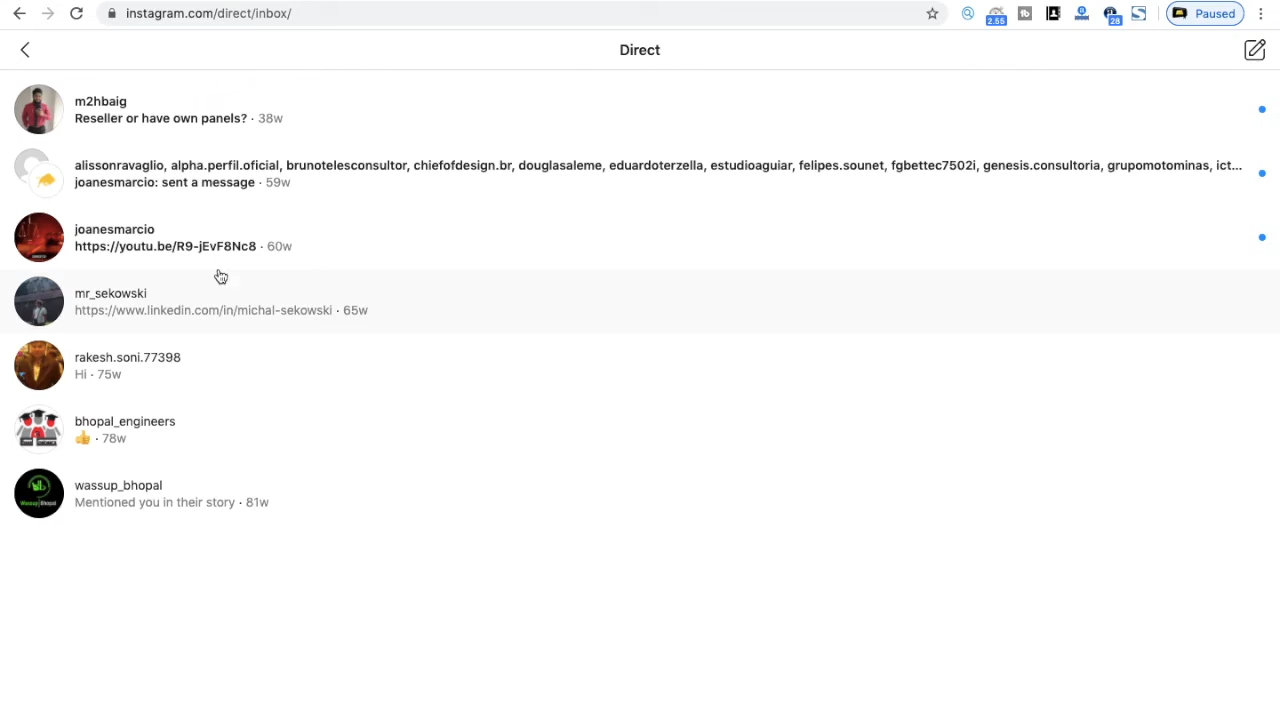 instagram.com/direct/inbox/
2.55
28
Paused
Direct
m2hbaig
Reseller or have own panels? · 38w
alissonravaglio, alpha.perfil.oficial, brunotelesconsultor, chiefofdesign.br, douglasaleme, eduardoterzella, estudioaguiar, felipes.sounet, fgbettec7502i, genesis.consultoria, grupomotominas, ict...
joanesmarcio: sent a message · 59w
joanesmarcio
https://youtu.be/R9-jEvF8Nc8 · 60w
mr_sekowski
https://www.linkedin.com/in/michal-sekowski · 65w
rakesh.soni.77398
Hi · 75w
bhopal_engineers
👍 · 78w
wassup_bhopal
Mentioned you in their story · 81w